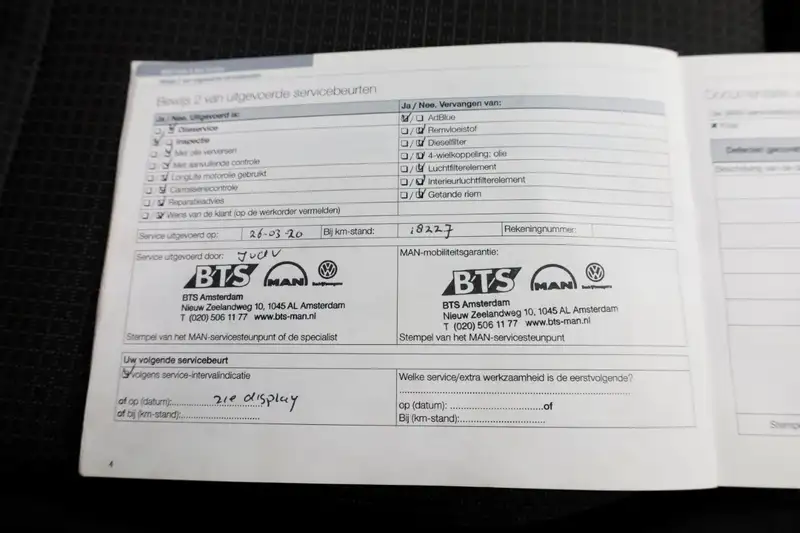 Bewijs 2 van uitgevoerde servicebeurten
Ja / Nee. Uitgevoerd is:
Olieservice
Inspectie
Met olie verversen
Met aanvullende controle
LongLife motorolie gebruikt
Carrosseriecontrole
Reparatieadvies
Wens van de klant (op de werkorder vermelden)
Ja / Nee. Vervangen van:
AdBlue
Remvloeistof
Dieselfilter
4-wielkoppeling: olie
Luchtfilterelement
Interieurluchtfilterelement
Getande riem
Service uitgevoerd op: 26-03-20 Bij km-stand: 18227 Rekeningnummer:
Service uitgevoerd door:
BTS MAN
BTS Amsterdam
Nieuw Zeelandweg 10, 1045 AL Amsterdam
T (020) 506 11 77 www.bts-man.nl
Stempel van het MAN-servicesteunpunt of de specialist
MAN-mobiliteitsgarantie:
BTS MAN
BTS Amsterdam
Nieuw Zeelandweg 10, 1045 AL Amsterdam
T (020) 506 11 77 www.bts-man.nl
Stempel van het MAN-servicesteunpunt
Uw volgende servicebeurt
volgens service-intervalindicatie
of op (datum): zie display
of bij (km-stand):
Welke service/extra werkzaamheid is de eerstvolgende?
op (datum): of
Bij (km-stand):
4